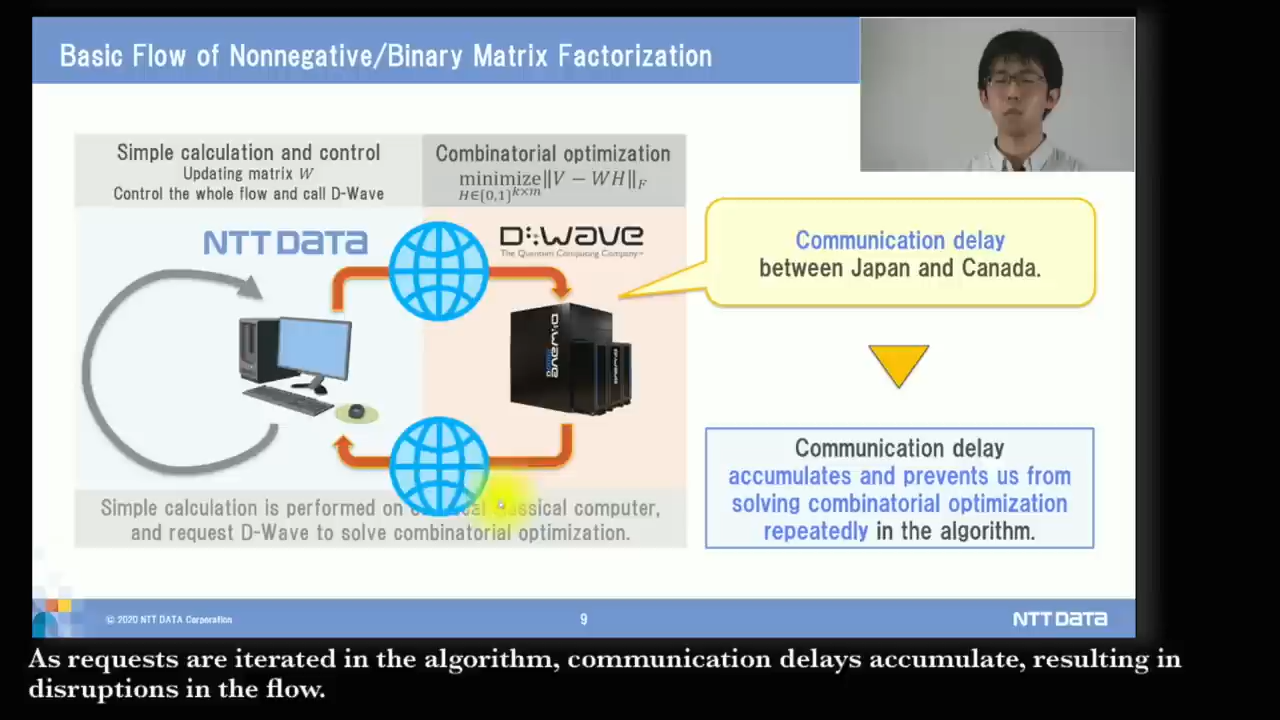 Basic Flow of Nonnegative/Binary Matrix Factorization
Simple calculation and control
Updating matrix W
Control the whole flow and call D-Wave
Combinatorial optimization
minimize‖V − WH‖F
H∈{0,1}k×m
NTT DATA
D:wave
The Quantum Computing Company™
D:wave
D:wave
Communication delay
between Japan and Canada.
Simple calculation is performed on classical computer,
and request D-Wave to solve combinatorial optimization.
Communication delay
accumulates and prevents us from
solving combinatorial optimization
repeatedly in the algorithm.
© 2020 NTT DATA Corporation
9
NTT DATA
As requests are iterated in the algorithm, communication delays accumulate, resulting in
disruptions in the flow.